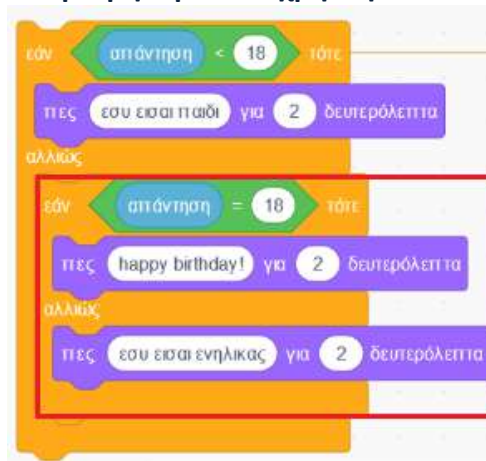 εάν απάντηση < 18 τότε
πες εσυ εισαι παιδι για 2 δευτερόλεπτα
αλλιώς
εάν απάντηση = 18 τότε
πες happy birthday! για 2 δευτερόλεπτα
αλλιώς
πες εσυ εισαι ενηλικας για 2 δευτερόλεπτα